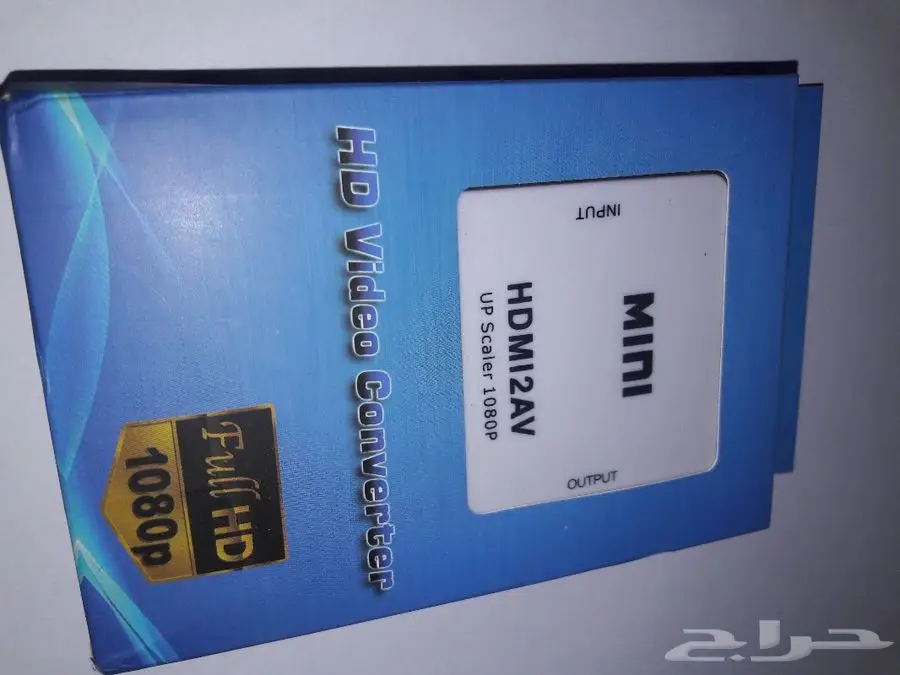 INPUT
MINI
HDMI2AV
UP Scaler 1080P
OUTPUT
HD Video Converter
Full HD
1080p
حراج